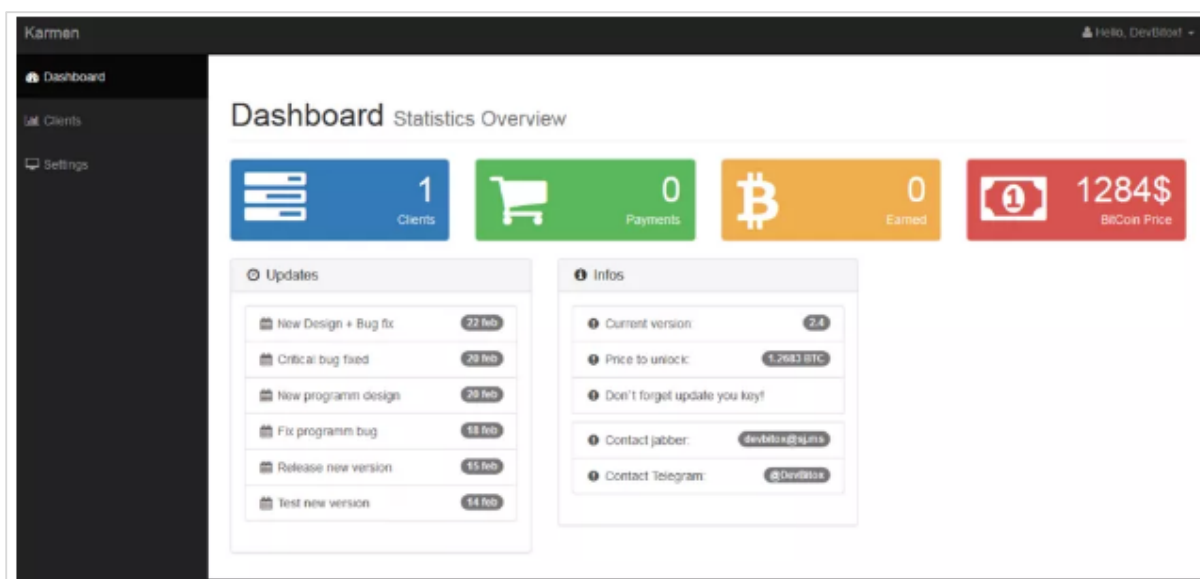 Karmen
Hello, DevBitox!
Dashboard
Clients
Settings
Dashboard Statistics Overview
1
Clients
0
Payments
0
Earned
1284$
BitCoin Price
Updates
New Design + Bug fix 22 feb
Critical bug fixed 20 feb
New programm design 20 feb
Fix programm bug 18 feb
Release new version 15 feb
Test new version 14 feb
Infos
Current version: 2.4
Price to unlock: 1.2683 BTC
Don't forget update you key!
Contact jabber: devbitox@sj.ms
Contact Telegram: @DevBitox